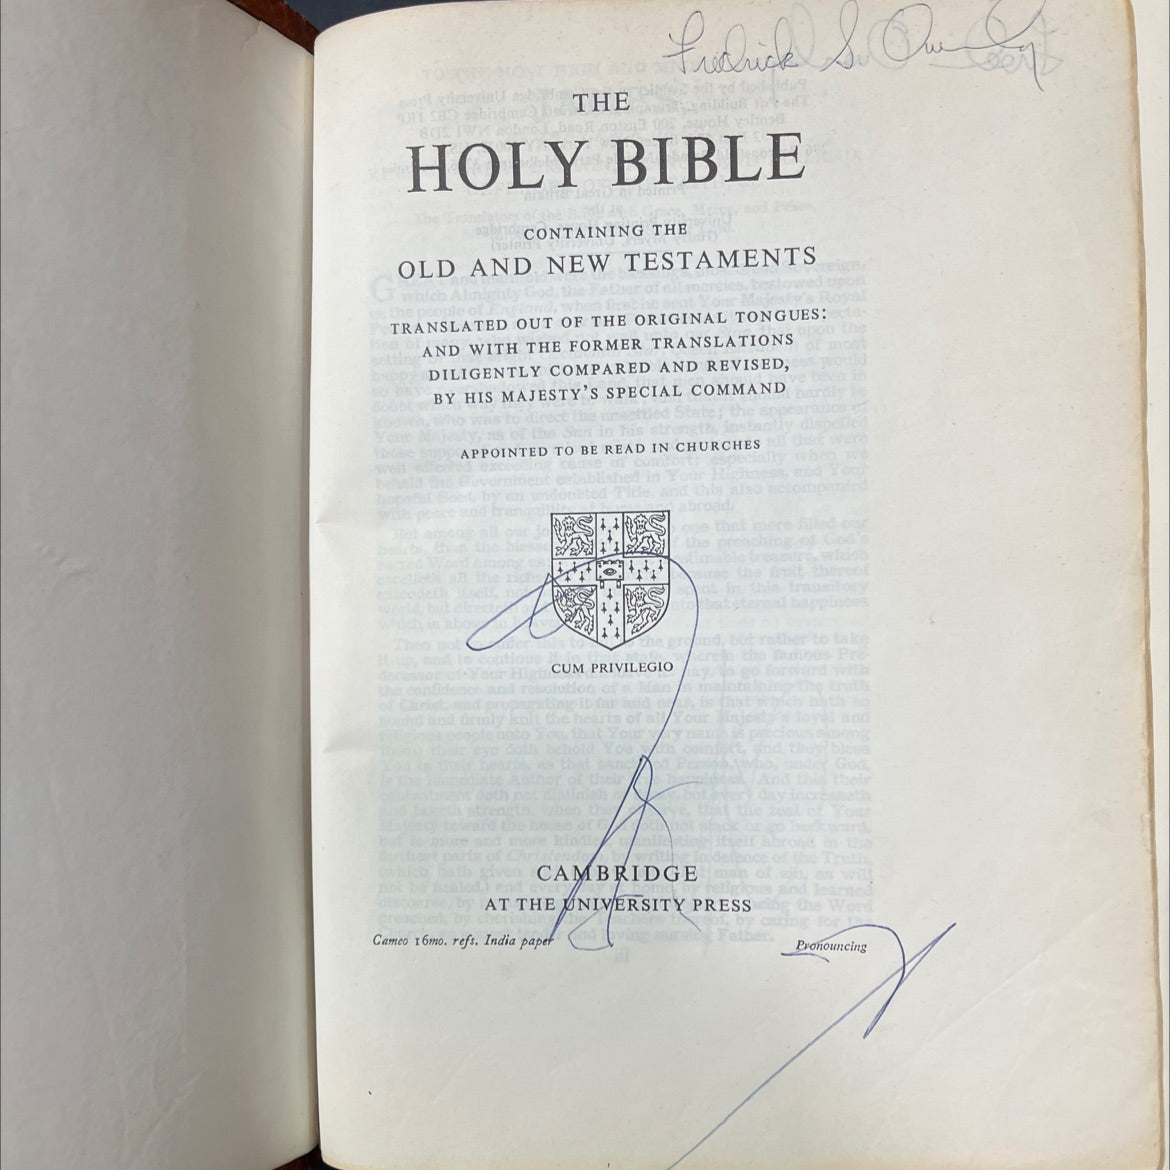 Fredrick S.
THE
HOLY BIBLE
CONTAINING THE
OLD AND NEW TESTAMENTS
TRANSLATED OUT OF THE ORIGINAL TONGUES:
AND WITH THE FORMER TRANSLATIONS
DILIGENTLY COMPARED AND REVISED,
BY HIS MAJESTY'S SPECIAL COMMAND
APPOINTED TO BE READ IN CHURCHES
CUM PRIVILEGIO
CAMBRIDGE
AT THE UNIVERSITY PRESS
Cameo 16mo. refs. India paper Pronouncing